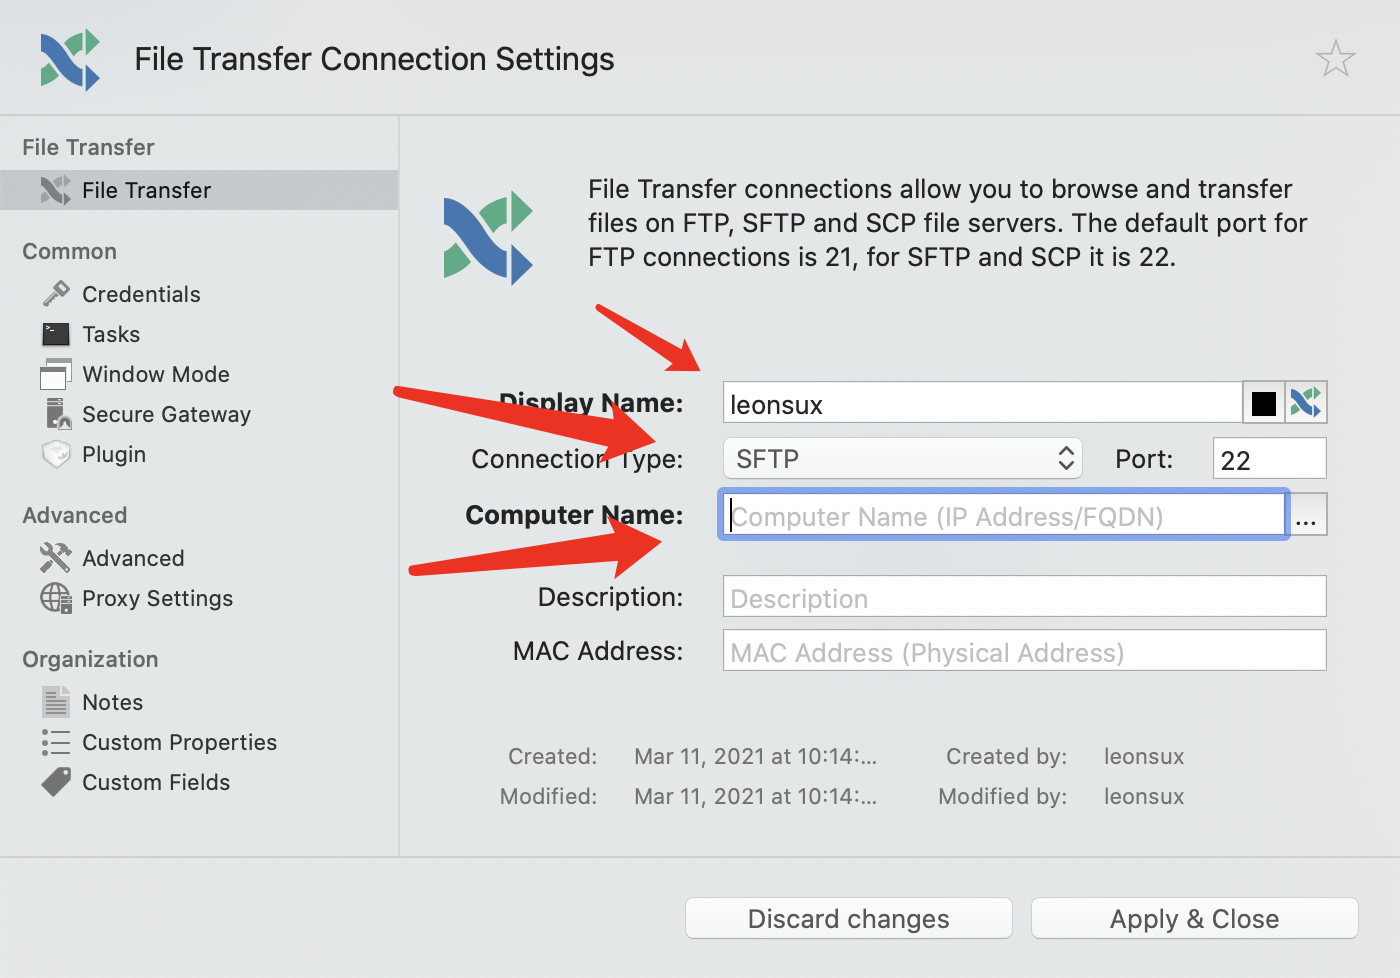 File Transfer Connection Settings
File Transfer
File Transfer
Common
Credentials
Tasks
Window Mode
Secure Gateway
Plugin
Advanced
Advanced
Proxy Settings
Organization
Notes
Custom Properties
Custom Fields
File Transfer connections allow you to browse and transfer
files on FTP, SFTP and SCP file servers. The default port for
FTP connections is 21, for SFTP and SCP it is 22.
Display Name: leonsux
Connection Type: SFTP Port: 22
Computer Name: Computer Name (IP Address/FQDN) ...
Description: Description
MAC Address: MAC Address (Physical Address)
Created: Mar 11, 2021 at 10:14:... Created by: leonsux
Modified: Mar 11, 2021 at 10:14:... Modified by: leonsux
Discard changes Apply & Close